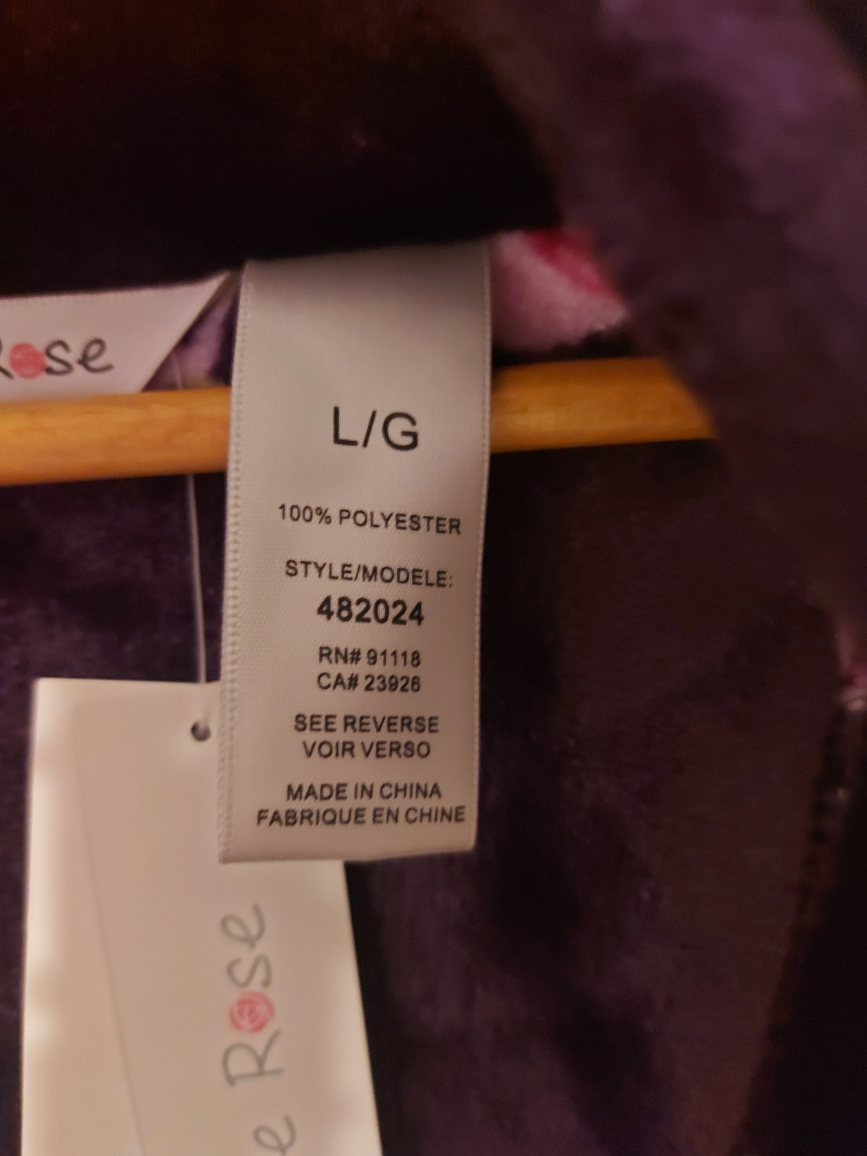 Rose
L/G
100% POLYESTER
STYLE/MODELE:
482024
RN# 91118
CA# 23926
SEE REVERSE
VOIR VERSO
MADE IN CHINA
FABRIQUE EN CHINE
e Rose